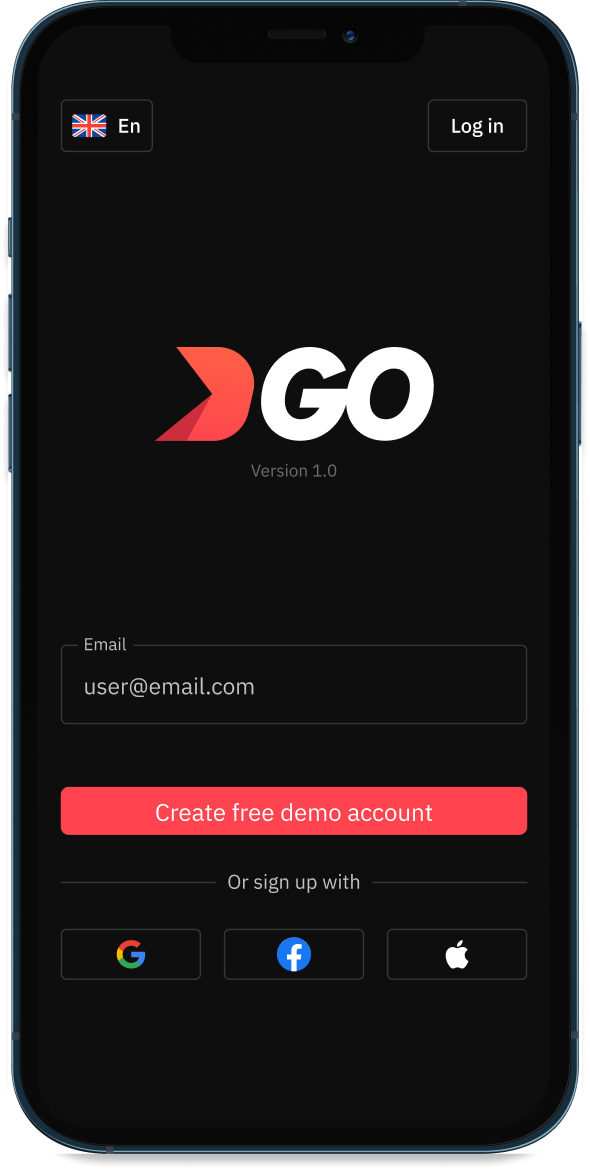 En
Log in
GO
Version 1.0
Email
user@email.com
Create free demo account
Or sign up with